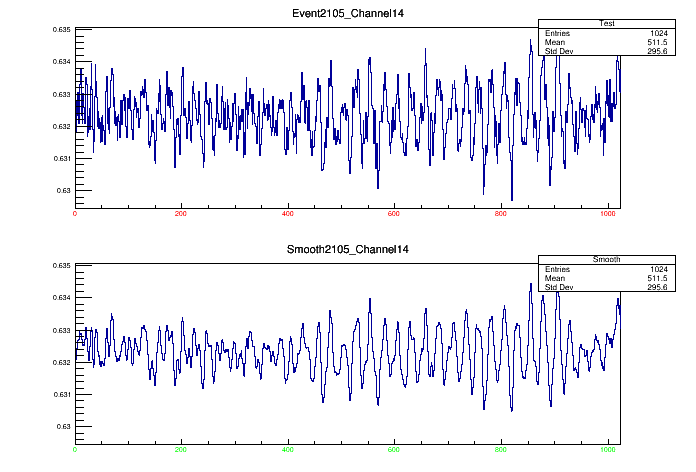 Event2105_Channel14
Test
Entries 1024
Mean 511.5
Std Dev 295.6
0.635
0.634
0.633
0.632
0.631
0.63
0 200 400 600 800 1000
Smooth2105_Channel14
Smooth
Entries 1024
Mean 511.5
Std Dev 295.6
0.635
0.634
0.633
0.632
0.631
0.63
0 200 400 600 800 1000